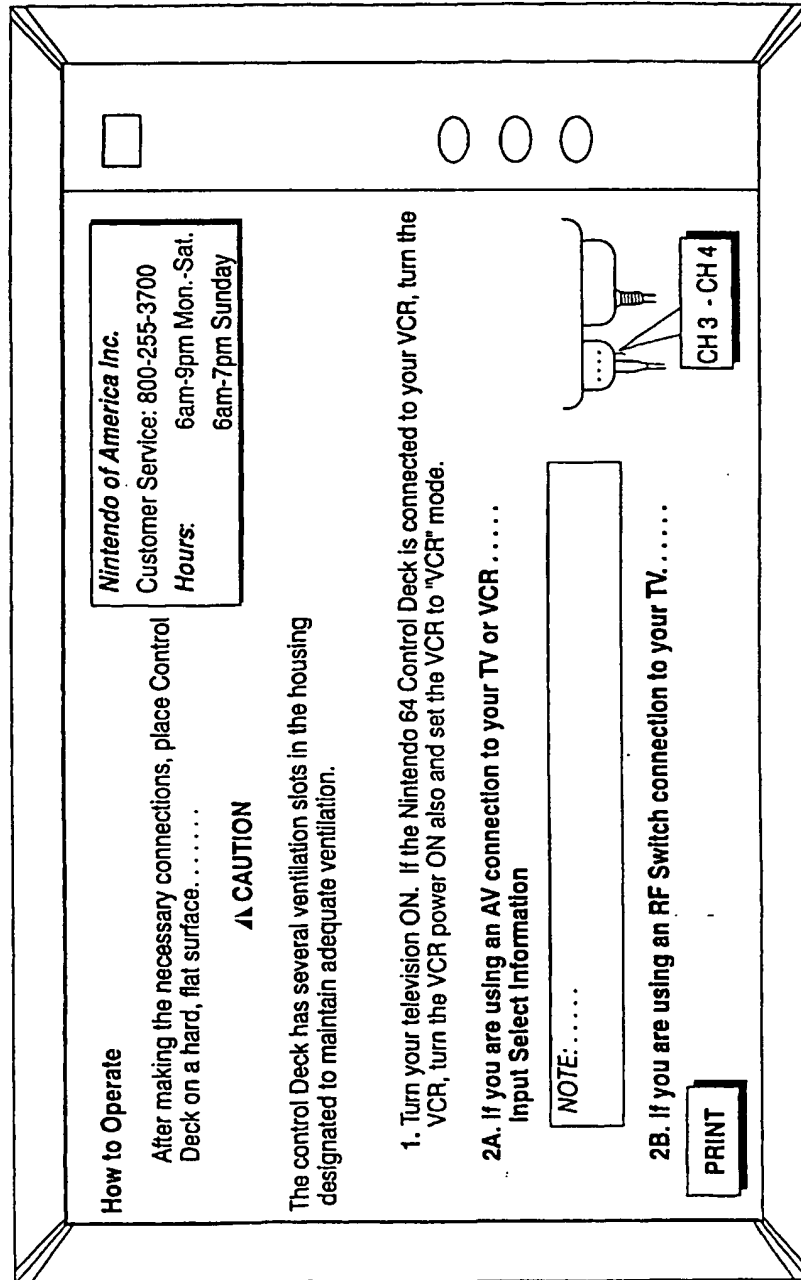 How to Operate
After making the necessary connections, place Control
Deck on a hard, flat surface.......
CAUTION
The control Deck has several ventilation slots in the housing
designated to maintain adequate ventilation.
Nintendo of America Inc.
Customer Service: 800-255-3700
Hours: 6am-9pm Mon.-Sat.
6am-7pm Sunday
1. Turn your television ON. If the Nintendo 64 Control Deck is connected to your VCR, turn the
VCR, turn the VCR power ON also and set the VCR to "VCR" mode.
2A. If you are using an AV connection to your TV or VCR.....
Input Select Information
NOTE:.....
2B. If you are using an RF Switch connection to your TV......
CH 3 - CH 4
PRINT